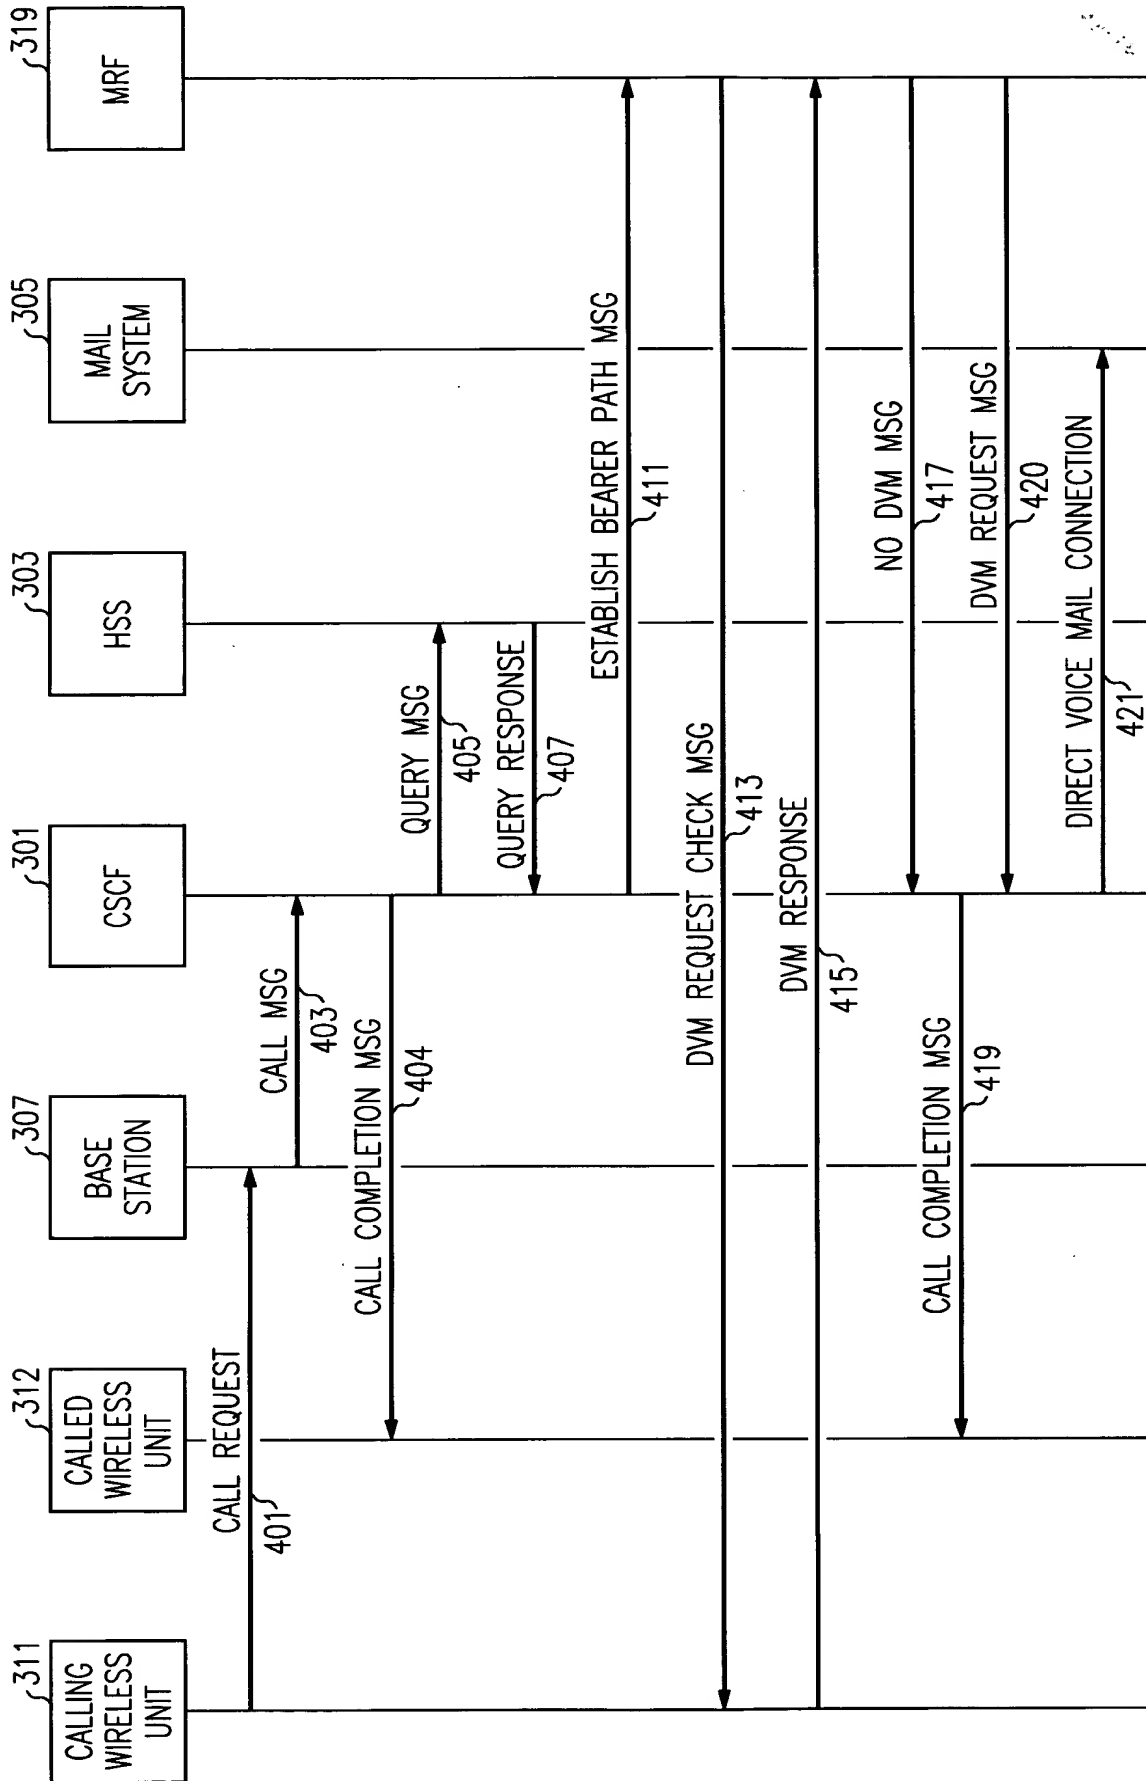 311
CALLING
WIRELESS
UNIT
312
CALLED
WIRELESS
UNIT
307
BASE
STATION
301
CSCF
303
HSS
305
MAIL
SYSTEM
319
MRF
CALL REQUEST
401
CALL MSG
403
CALL COMPLETION MSG
404
QUERY MSG
405
QUERY RESPONSE
407
ESTABLISH BEARER PATH MSG
411
DVM REQUEST CHECK MSG
413
DVM RESPONSE
415
NO DVM MSG
417
CALL COMPLETION MSG
419
DVM REQUEST MSG
420
DIRECT VOICE MAIL CONNECTION
421